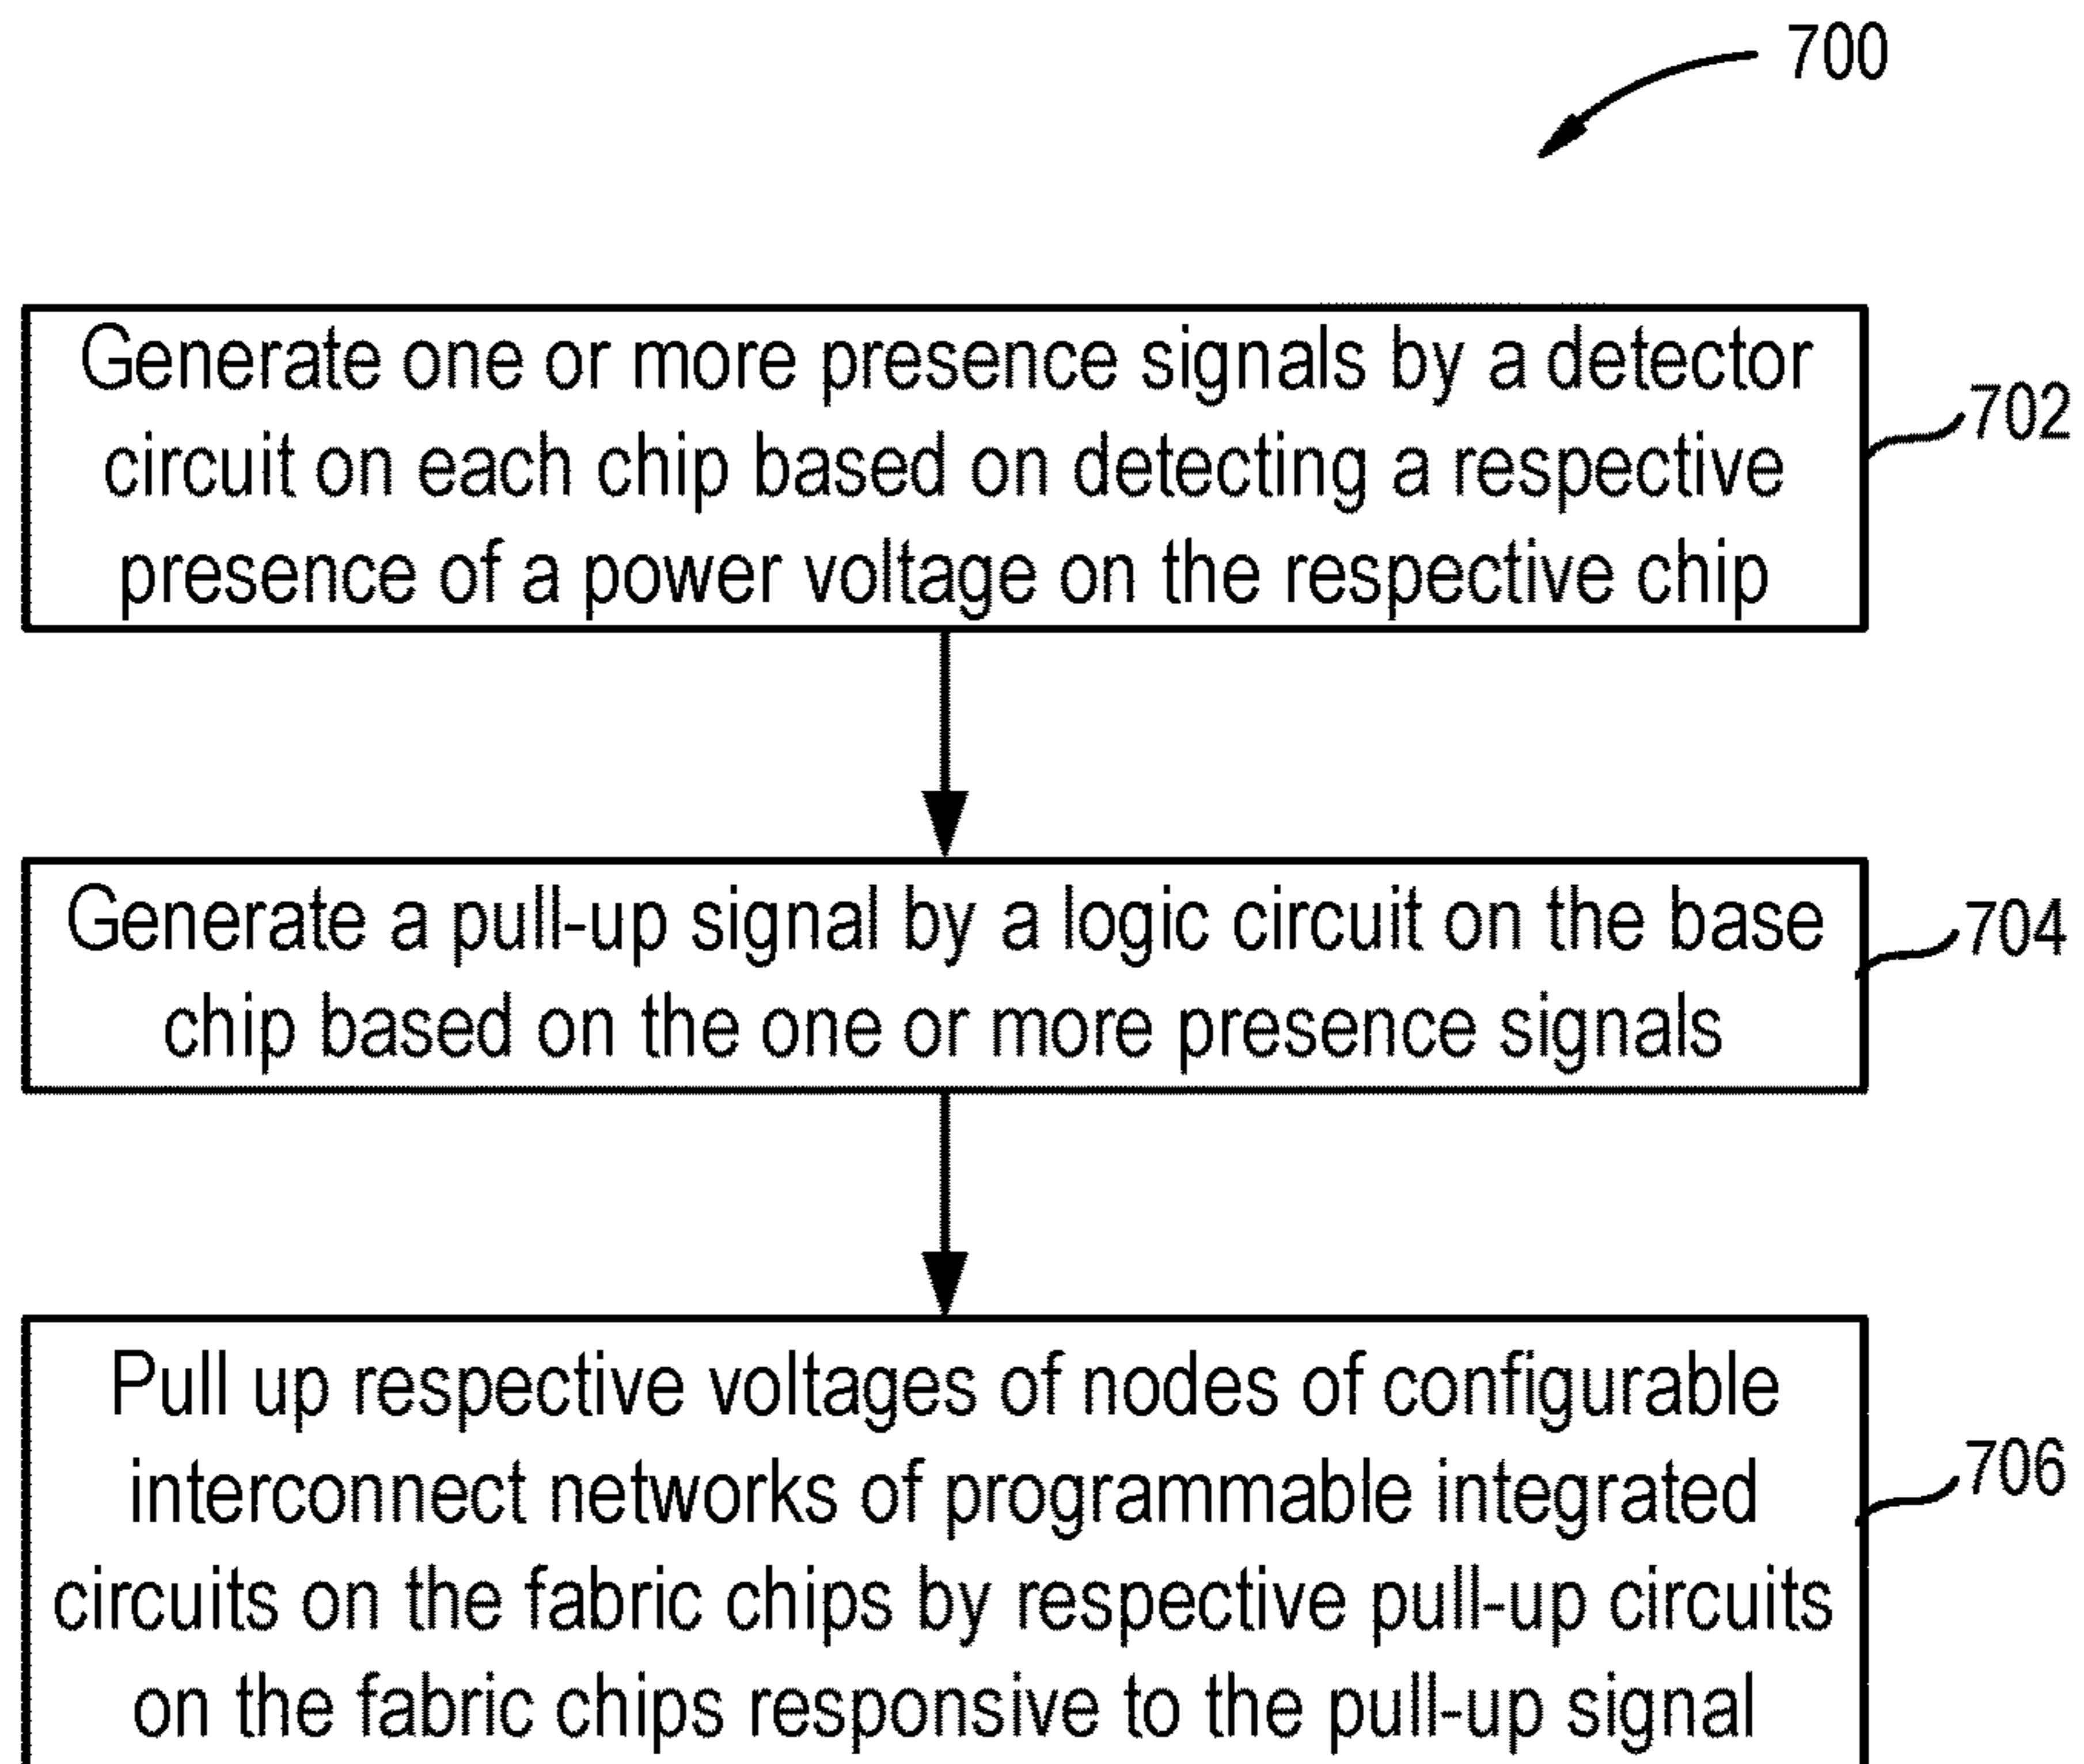 700
Generate one or more presence signals by a detector
circuit on each chip based on detecting a respective
presence of a power voltage on the respective chip
702
Generate a pull-up signal by a logic circuit on the base
chip based on the one or more presence signals
704
Pull up respective voltages of nodes of configurable
interconnect networks of programmable integrated
circuits on the fabric chips by respective pull-up circuits
on the fabric chips responsive to the pull-up signal
706